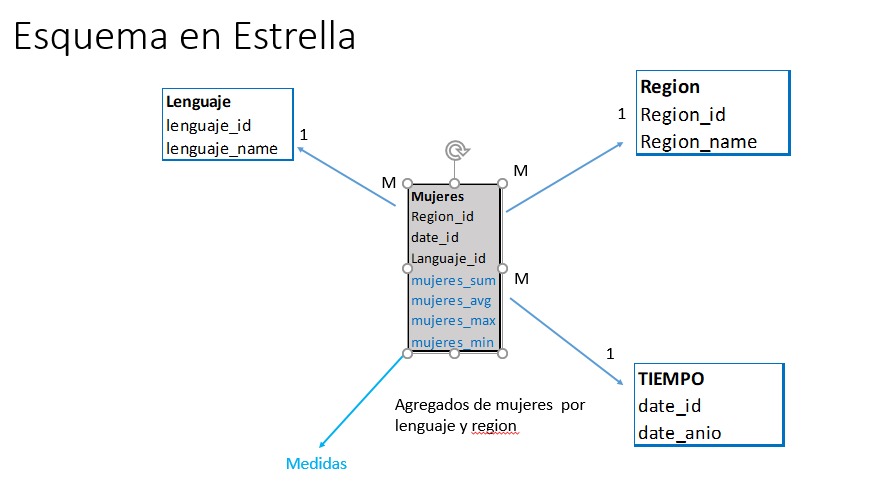 Esquema en Estrella
Lenguaje
lenguaje_id
lenguaje_name
1
Region
Region_id
Region_name
1
M
M
Mujeres
Region_id
date_id
Languaje_id
mujeres_sum
mujeres_avg
mujeres_max
mujeres_min
M
1
TIEMPO
date_id
date_anio
Agregados de mujeres por
lenguaje y region
Medidas